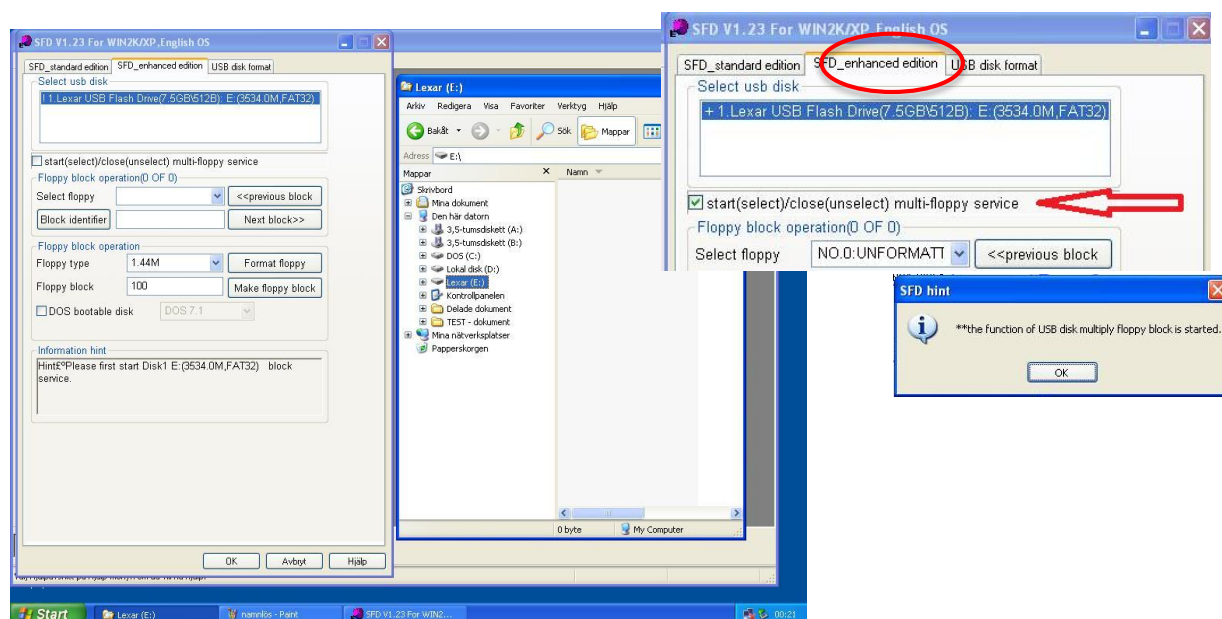 SFD V1.23 For WIN2K/XP,English OS
SFD_standard edition
SFD_enhanced edition
USB disk format
Select usb disk
! 1.Lexar USB Flash Drive(7.5GB\512B): E:(3534.0M,FAT32)
start(select)/close(unselect) multi-floppy service
Floppy block operation(0 OF 0)
Select floppy
<<previous block
Block identifier
Next block>>
Floppy block operation
Floppy type
1.44M
Format floppy
Floppy block
100
Make floppy block
DOS bootable disk
DOS 7.1
Information hint
Hint£ºPlease first start Disk1 E:(3534.0M,FAT32) block
service.
OK
Avbryt
Hjälp
Lexar (E:)
Arkiv Redigera Visa Favoriter Verktyg Hjälp
Bakåt
Sök
Mappar
Adress
E:\
Mappar
X
Namn
Skrivbord
Mina dokument
Den här datorn
3,5-tumsdiskett (A:)
3,5-tumsdiskett (B:)
DOS (C:)
Lokal disk (D:)
Lexar (E:)
Kontrollpanelen
Delade dokument
TEST - dokument
Mina nätverksplatser
Papperskorgen
0 byte
My Computer
Start
Lexar (E:)
namnlös - Paint
SFD V1.23 For WIN2...
00:21
SFD V1.23 For WIN2K/XP,English OS
SFD_standard edition
SFD_enhanced edition
USB disk format
Select usb disk
+ 1.Lexar USB Flash Drive(7.5GB\512B): E:(3534.0M,FAT32)
start(select)/close(unselect) multi-floppy service
Floppy block operation(0 OF 0)
Select floppy
NO.0:UNFORMATT
<<previous block
SFD hint
**the function of USB disk multiply floppy block is started.
OK